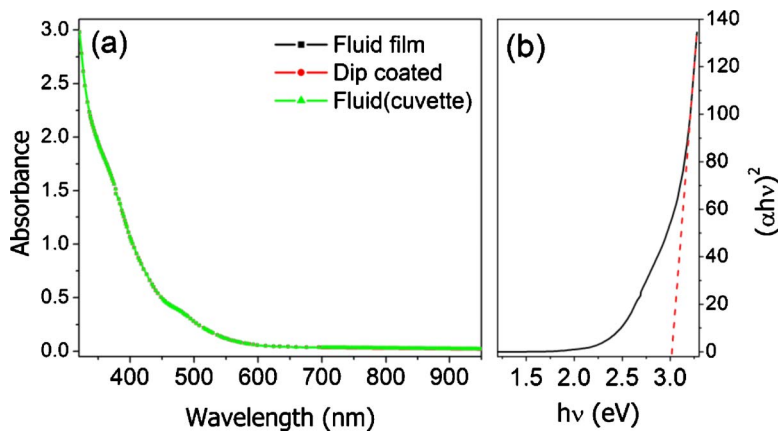 (a)
Fluid film
Dip coated
Fluid(cuvette)
Absorbance
3.0
2.5
2.0
1.5
1.0
0.5
0.0
400 500 600 700 800 900
Wavelength (nm)
(b)
140
120
100
80
60
40
20
0
(αhν)²
1.5 2.0 2.5 3.0
hν (eV)